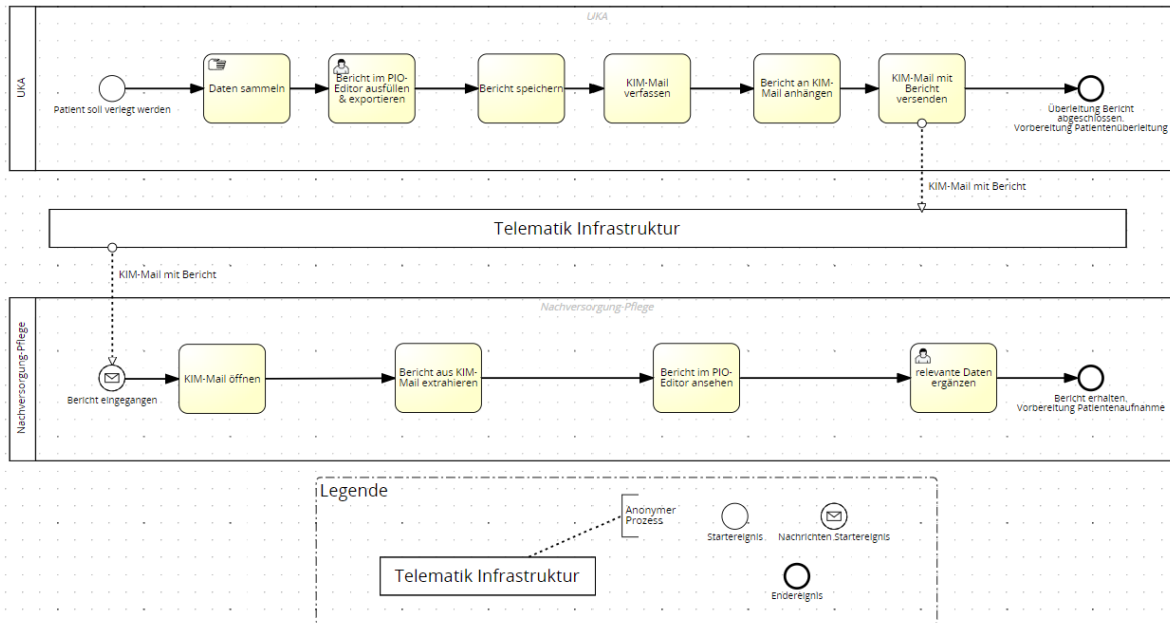 UKA
UKA
Patient soll verlegt werden
Daten sammeln
Bericht im PIO-
Editor ausfüllen
& exportieren
Bericht speichern
KIM-Mail
verfassen
Bericht an KIM-
Mail anhängen
KIM-Mail mit
Bericht
versenden
Überleitung Bericht
abgeschlossen.
Vorbereitung Patientenüberleitung
KIM-Mail mit Bericht
Telematik Infrastruktur
KIM-Mail mit Bericht
Nachversorgung-Pflege
Nachversorgung-Pflege
Bericht eingegangen
KIM-Mail öffnen
Bericht aus KIM-
Mail extrahieren
Bericht im PIO-
Editor ansehen
relevante Daten
ergänzen
Bericht erhalten.
Vorbereitung Patientenaufnahme
Legende
Anonymer
Prozess
Startereignis
Nachrichten Startereignis
Telematik Infrastruktur
Endereignis